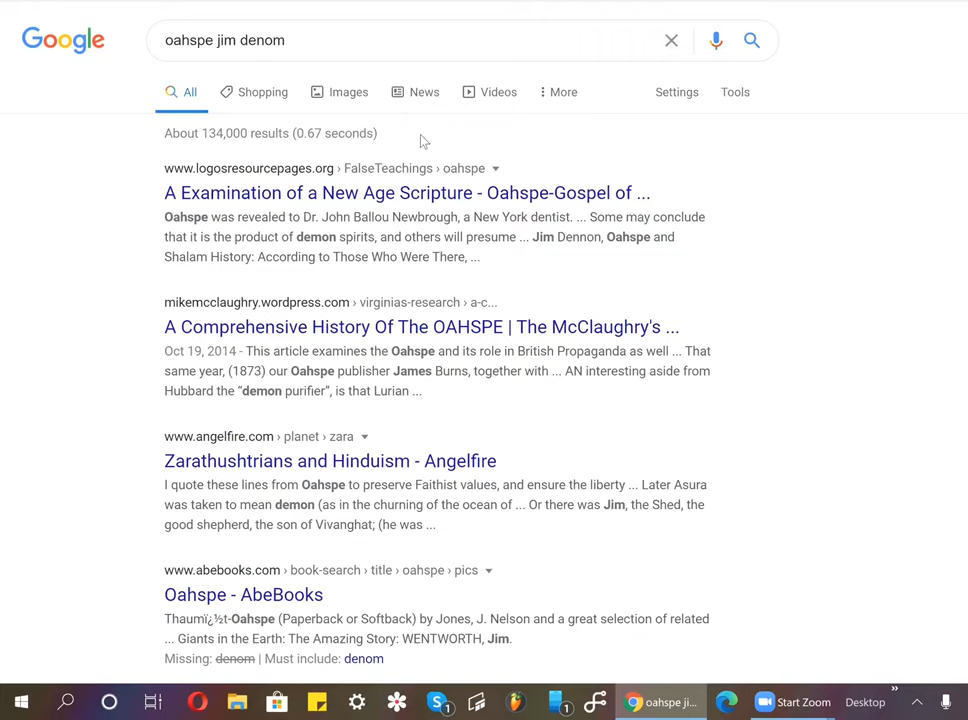 Google
oahspe jim denom
All Shopping Images News Videos More Settings Tools
About 134,000 results (0.67 seconds)
www.logosresourcepages.org › FalseTeachings › oahspe
A Examination of a New Age Scripture - Oahspe-Gospel of ...
Oahspe was revealed to Dr. John Ballou Newbrough, a New York dentist. ... Some may conclude
that it is the product of demon spirits, and others will presume ... Jim Dennon, Oahspe and
Shalam History: According to Those Who Were There, ...
mikemcclaughry.wordpress.com › virginias-research › a-c...
A Comprehensive History Of The OAHSPE | The McClaughry's ...
Oct 19, 2014 - This article examines the Oahspe and its role in British Propaganda as well ... That
same year, (1873) our Oahspe publisher James Burns, together with ... AN interesting aside from
Hubbard the “demon purifier”, is that Lurian ...
www.angelfire.com › planet › zara
Zarathushtrians and Hinduism - Angelfire
I quote these lines from Oahspe to preserve Faithist values, and ensure the liberty ... Later Asura
was taken to mean demon (as in the churning of the ocean of ... Or there was Jim, the Shed, the
good shepherd, the son of Vivanghat; (he was ...
www.abebooks.com › book-search › title › oahspe › pics
Oahspe - AbeBooks
Thaumï¿½t-Oahspe (Paperback or Softback) by Jones, J. Nelson and a great selection of related
... Giants in the Earth: The Amazing Story: WENTWORTH, Jim.
Missing: denom | Must include: denom
1 1 oahspe ji... Start Zoom Desktop